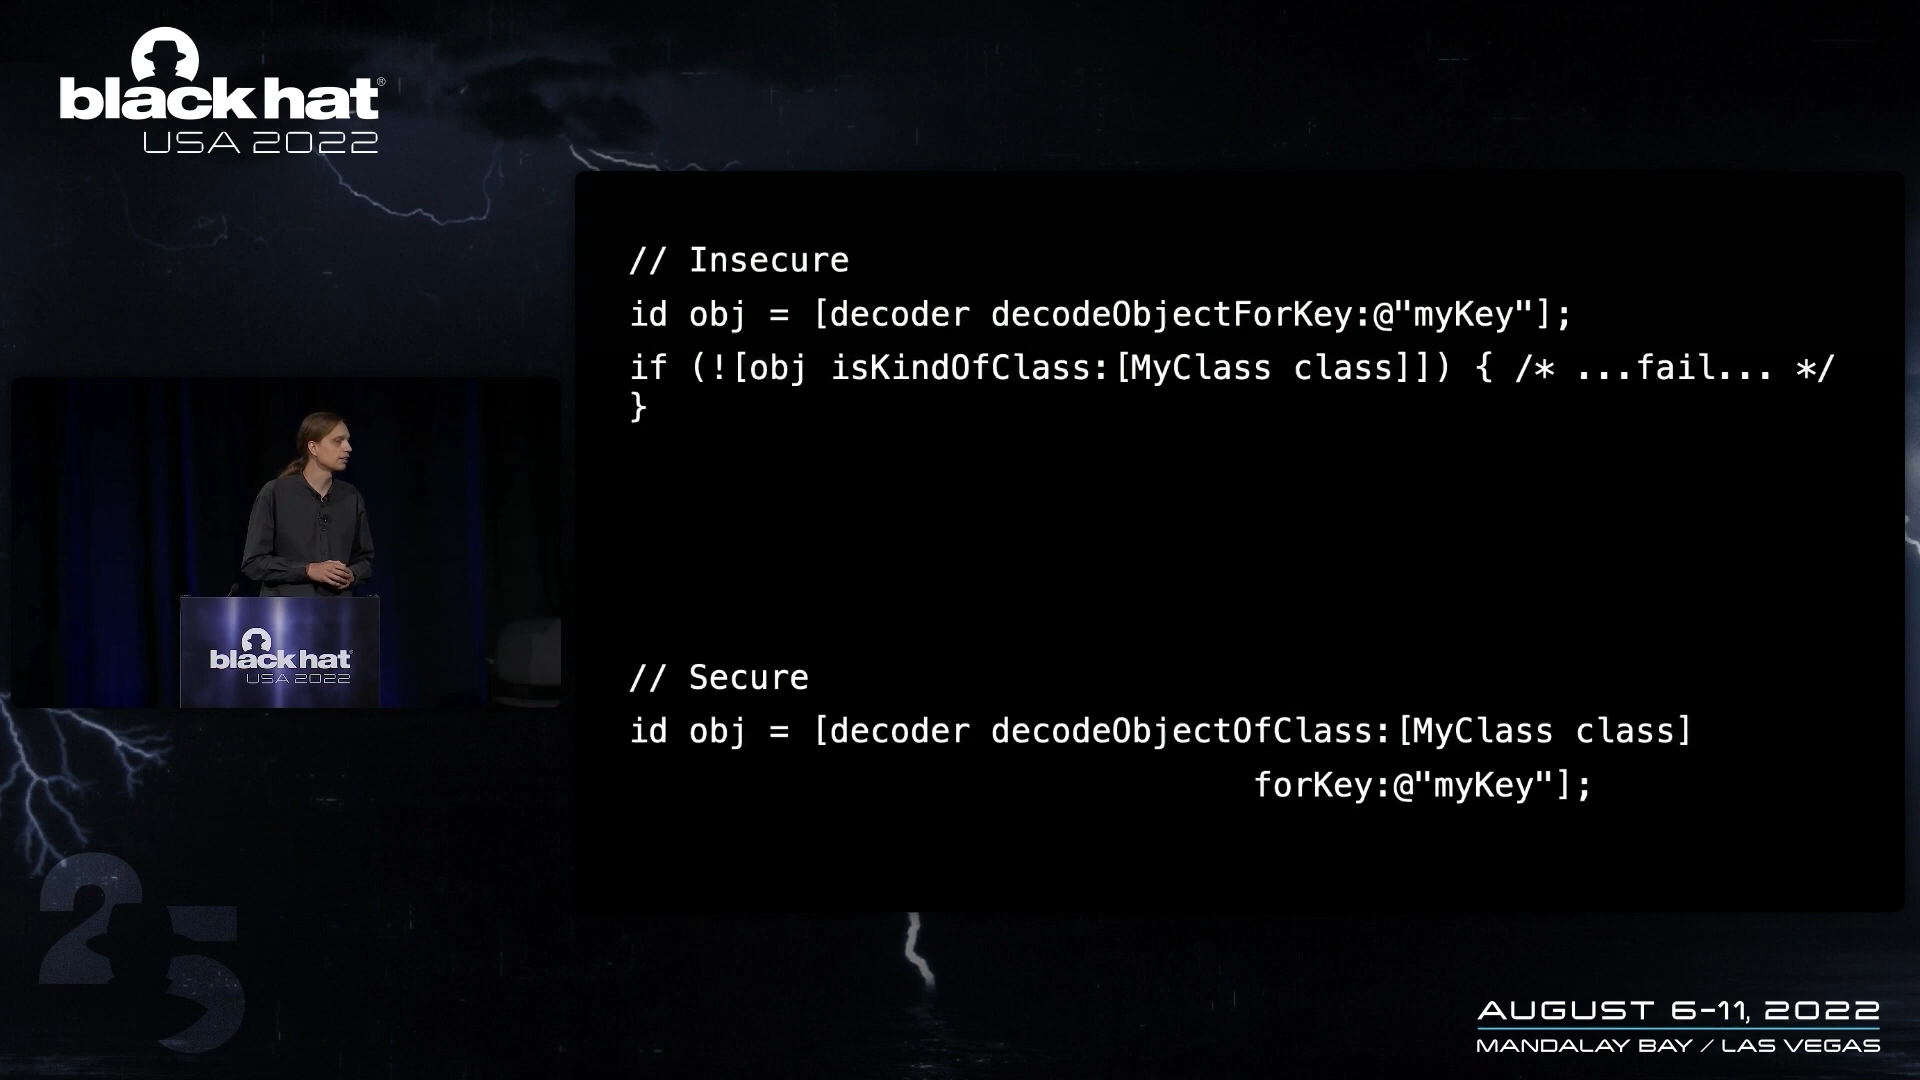 black hat®
USA 2022
// Insecure
id obj = [decoder decodeObjectForKey:@"myKey"];
if (![obj isKindOfClass:[MyClass class]]) { /* ...fail... */
}
// Secure
id obj = [decoder decodeObjectOfClass:[MyClass class]
forKey:@"myKey"];
black hat
USA 2022
25
AUGUST 6-11, 2022
MANDALAY BAY / LAS VEGAS